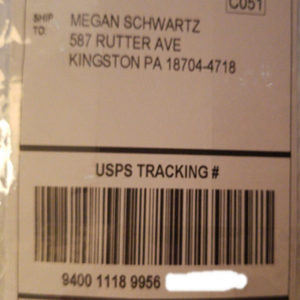 C051
SHIP
TO:
MEGAN SCHWARTZ
587 RUTTER AVE
KINGSTON PA 18704-4718
USPS TRACKING #
9400 1118 9956